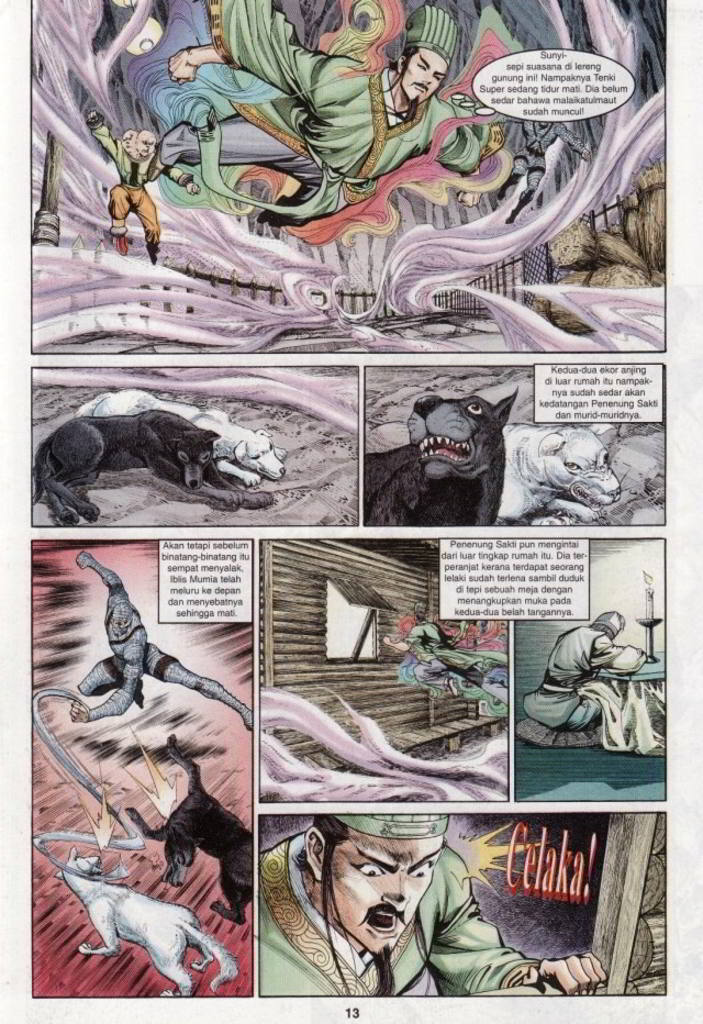 Sunyi-
sepi suasana di lereng
gunung ini! Nampaknya Tenki
Super sedang tidur mati. Dia belum
sedar bahawa malaikatulmaut
sudah muncul!
Kedua-dua ekor anjing
di luar rumah itu nampak-
nya sudah sedar akan
kedatangan Penenung Sakti
dan murid-muridnya.
Akan tetapi sebelum
binatang-binatang itu
sempat menyalak,
Iblis Mumia telah
meluru ke depan
dan menyebatnya
sehingga mati.
Penenung Sakti pun mengintai
dari luar tingkap rumah itu. Dia ter-
peranjat kerana terdapat seorang
lelaki sudah terlena sambil duduk
di tepi sebuah meja dengan
menangkupkan muka pada
kedua-dua belah tangannya.
Celaka!
13